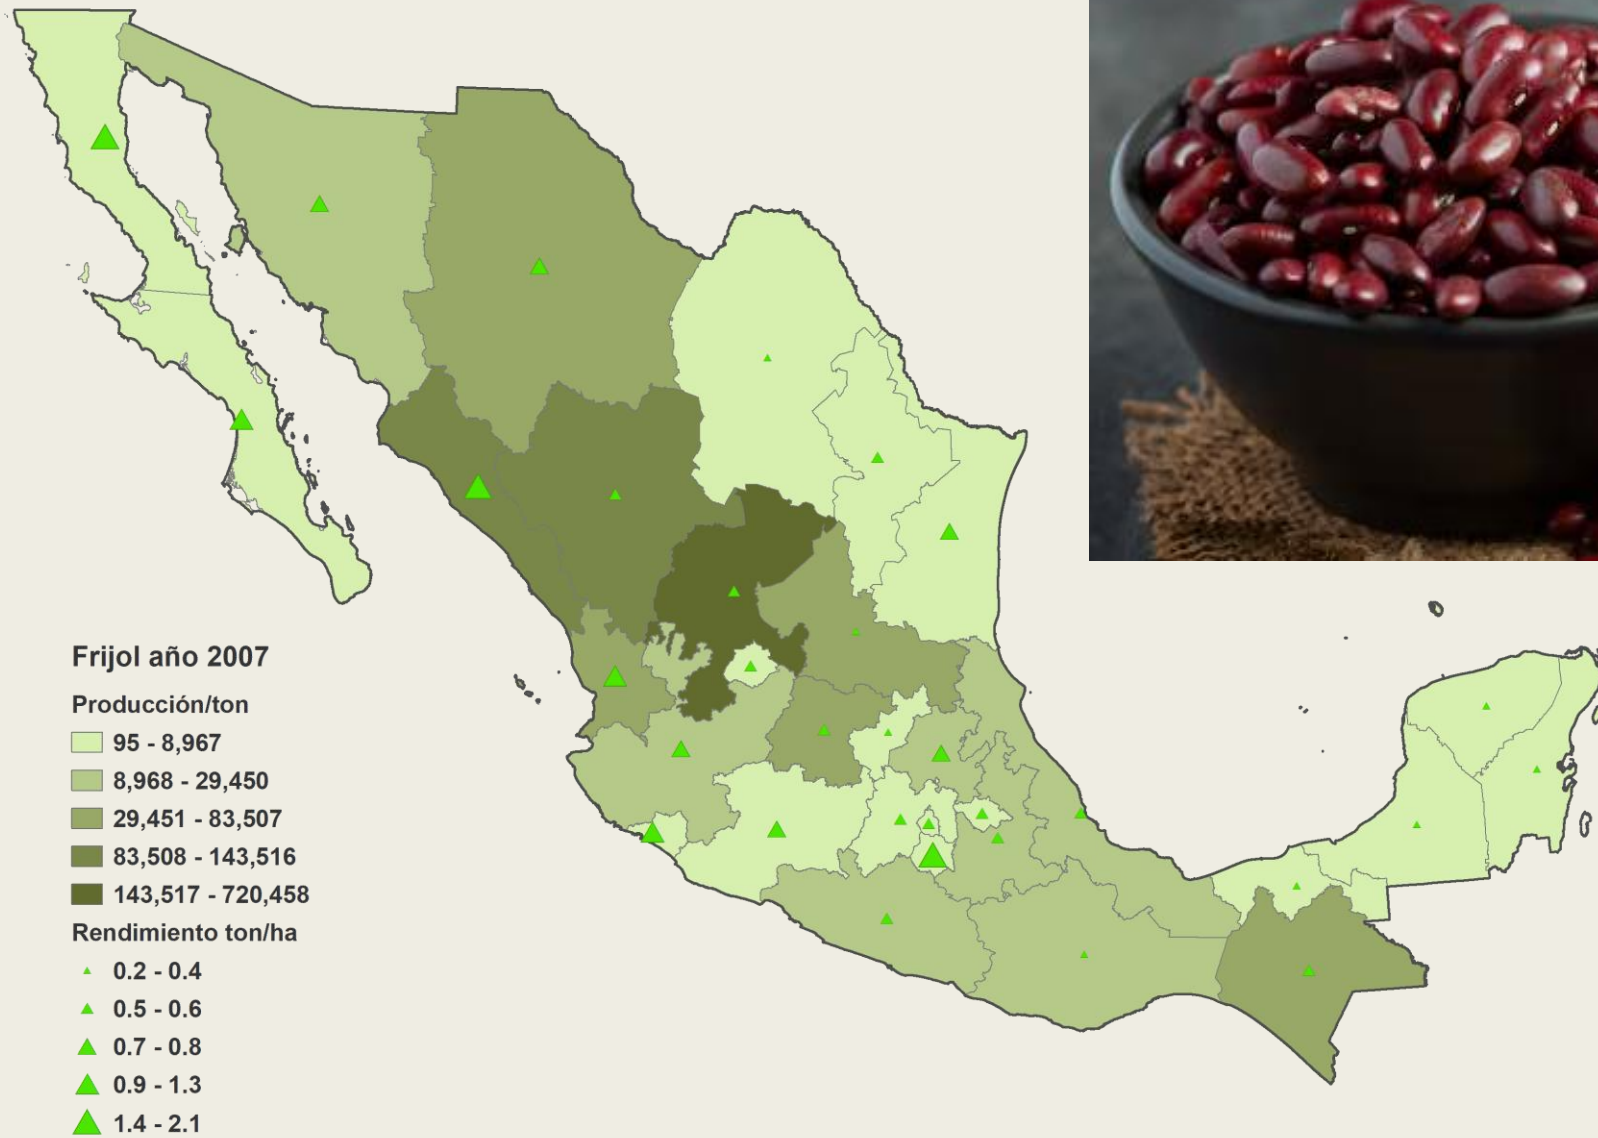 Frijol año 2007
Producción/ton
95 - 8,967
8,968 - 29,450
29,451 - 83,507
83,508 - 143,516
143,517 - 720,458
Rendimiento ton/ha
0.2 - 0.4
0.5 - 0.6
0.7 - 0.8
0.9 - 1.3
1.4 - 2.1